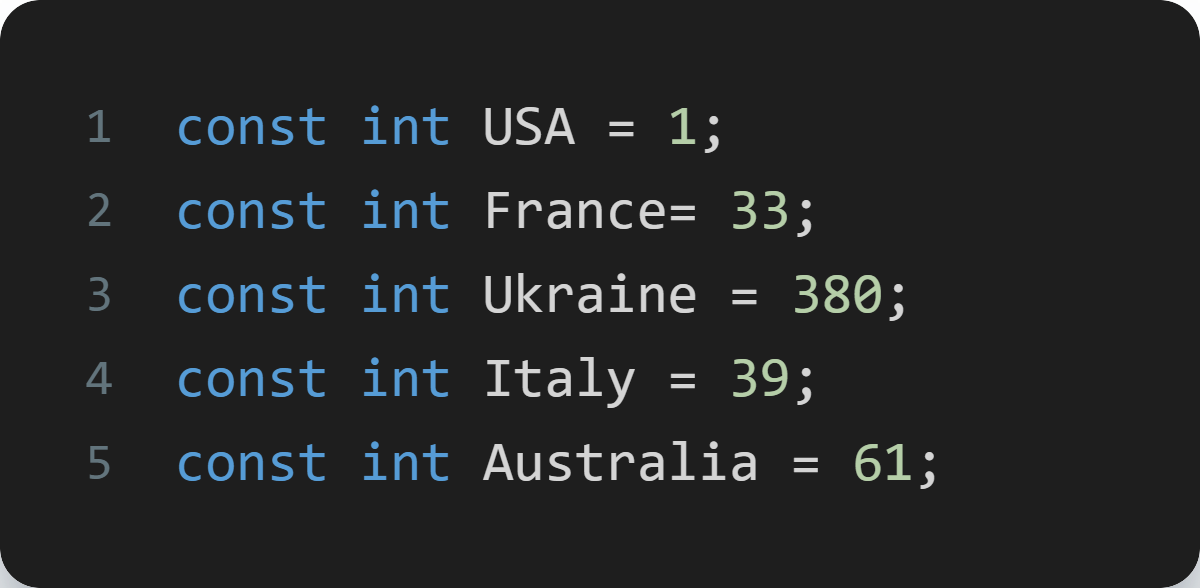 1 const int USA = 1;
2 const int France= 33;
3 const int Ukraine = 380;
4 const int Italy = 39;
5 const int Australia = 61;